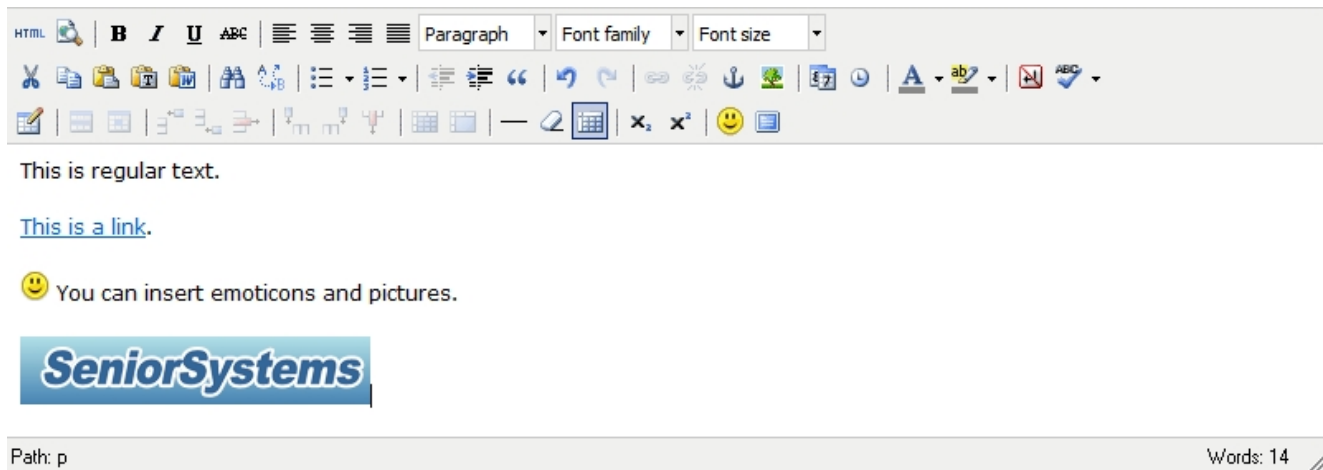 HTML B I U ABC Paragraph Font family Font size
This is regular text.
This is a link.
You can insert emoticons and pictures.
SeniorSystems
Path: p Words: 14